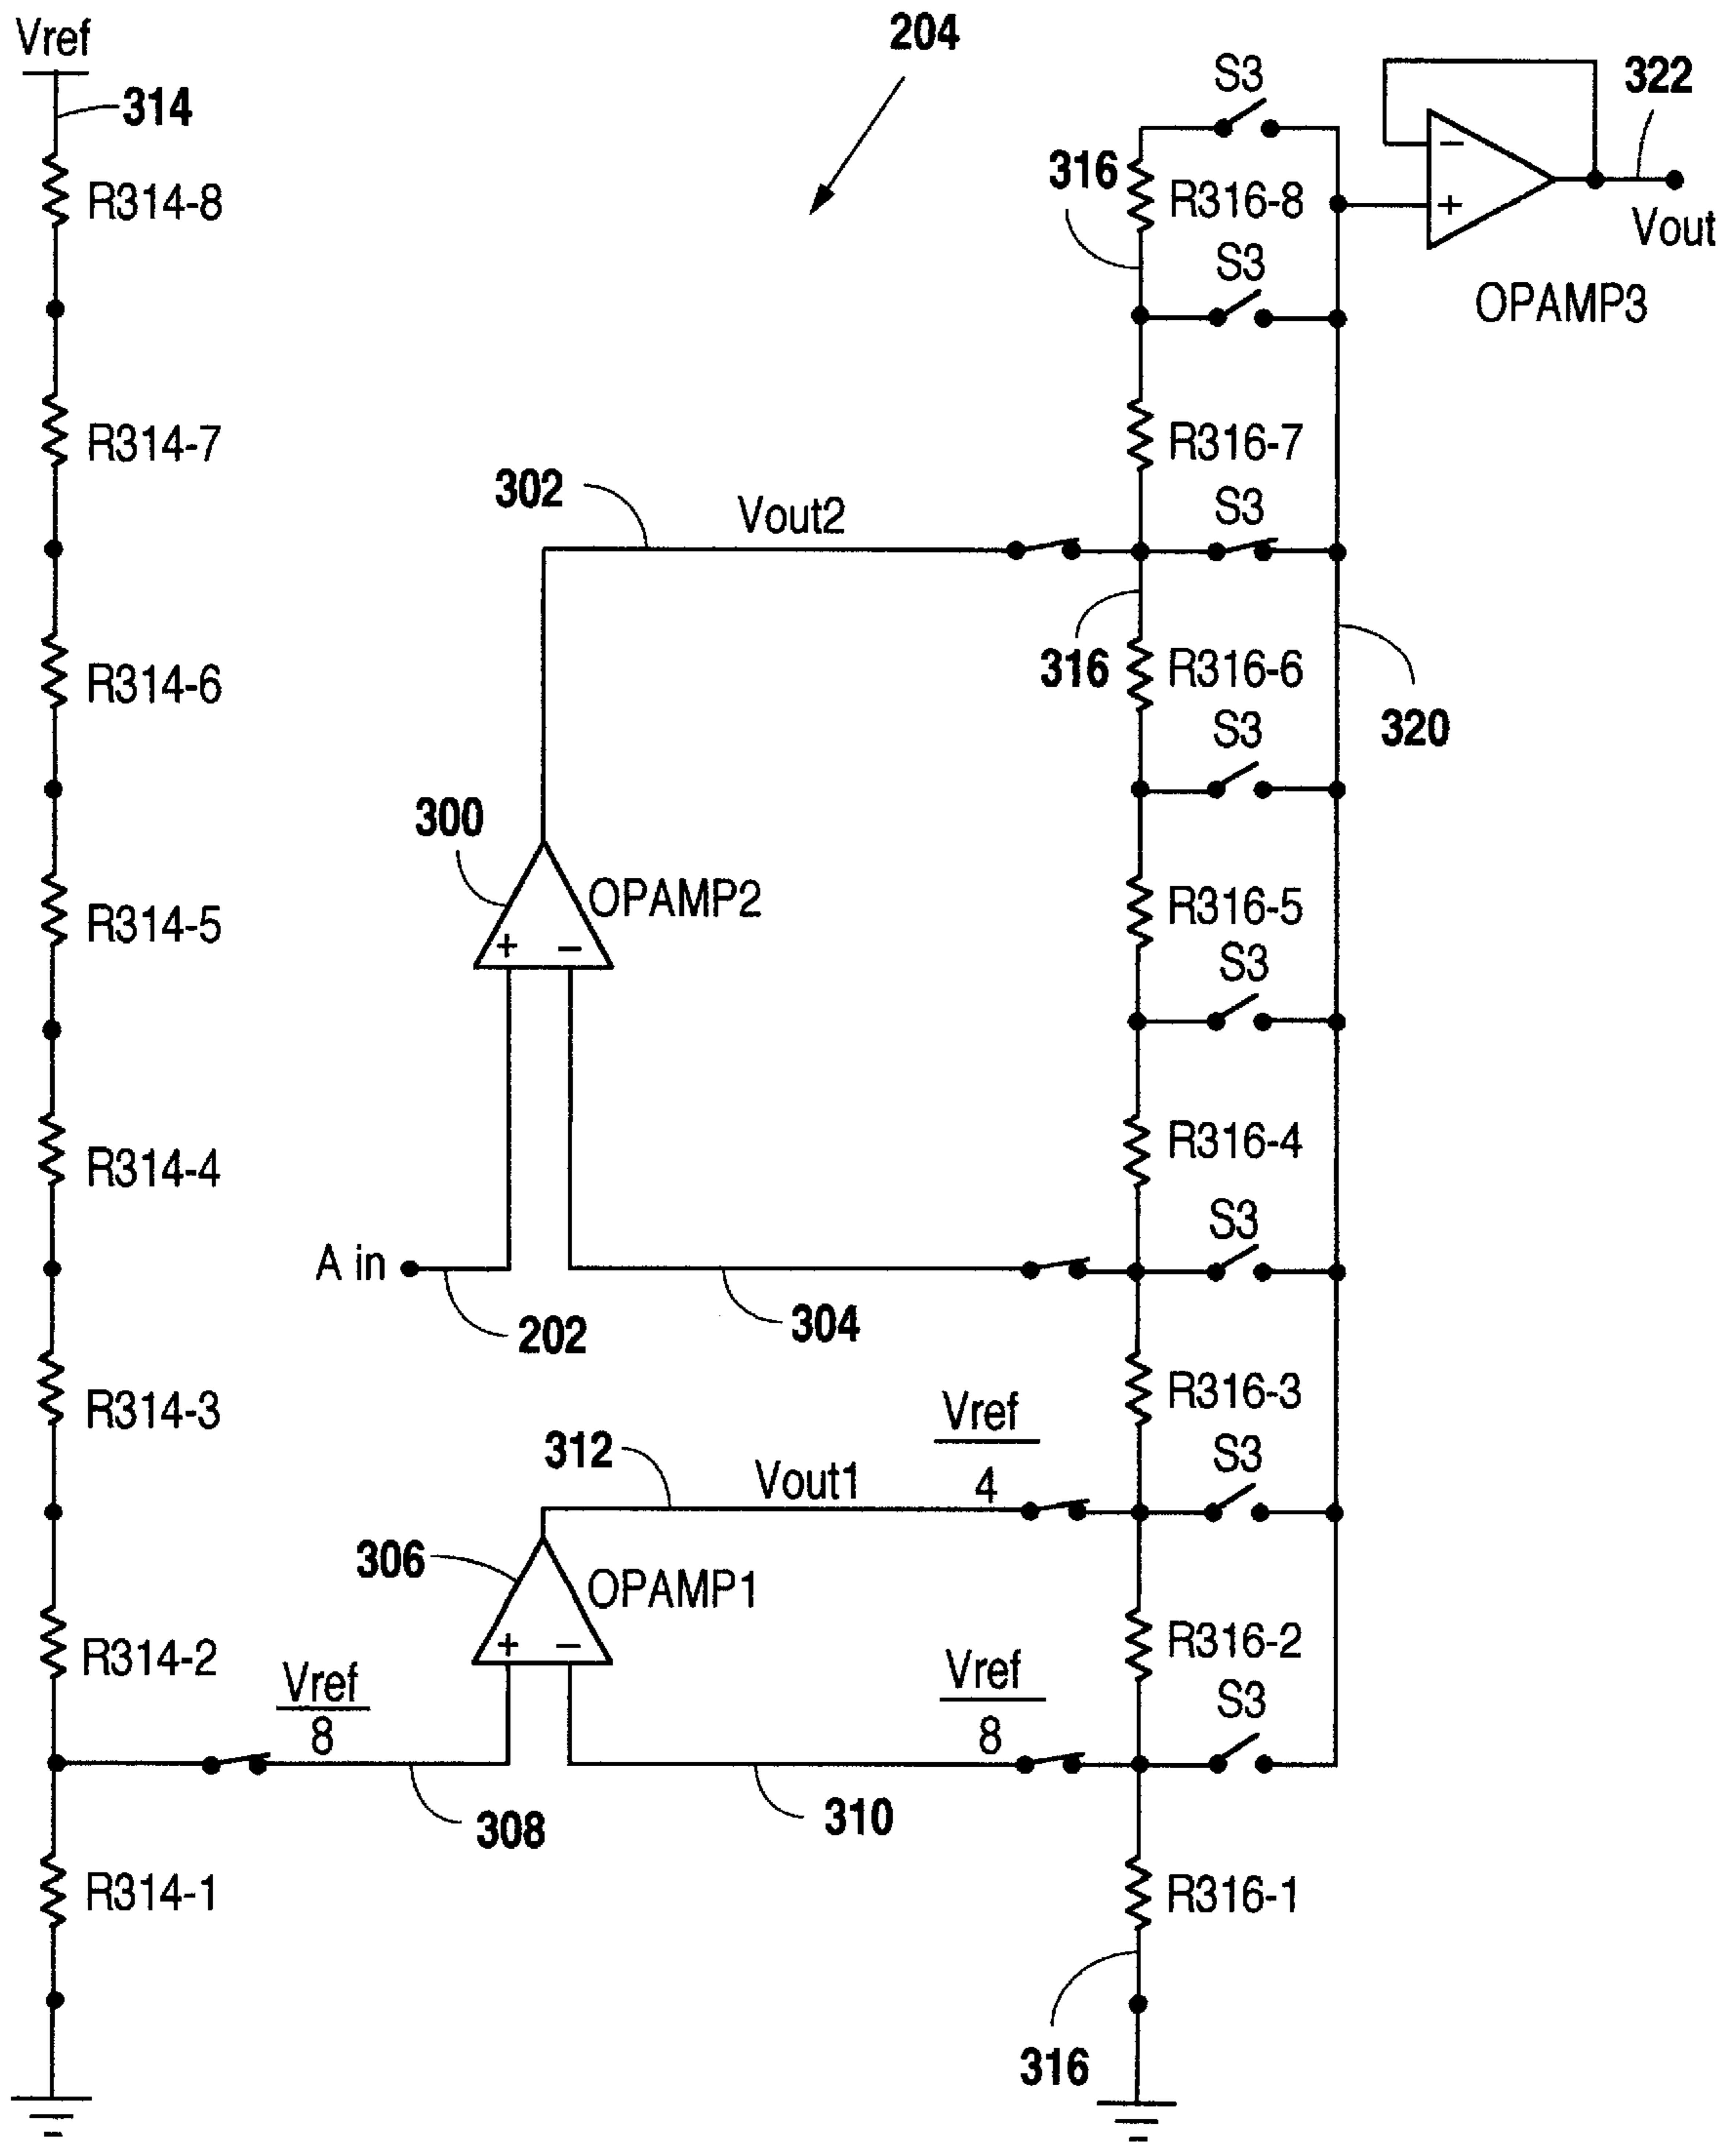 Vref
204
S3
322
314
316
R314-8
R316-8
+
−
Vout
S3
OPAMP3
R314-7
R316-7
302
Vout2
S3
316
R316-6
R314-6
S3
320
300
OPAMP2
+ −
R314-5
R316-5
S3
R314-4
R316-4
S3
A in
202
304
R314-3
Vref
4
R316-3
312
Vout1
S3
306
OPAMP1
+ −
R314-2
R316-2
Vref
8
Vref
8
S3
308
310
R314-1
R316-1
316